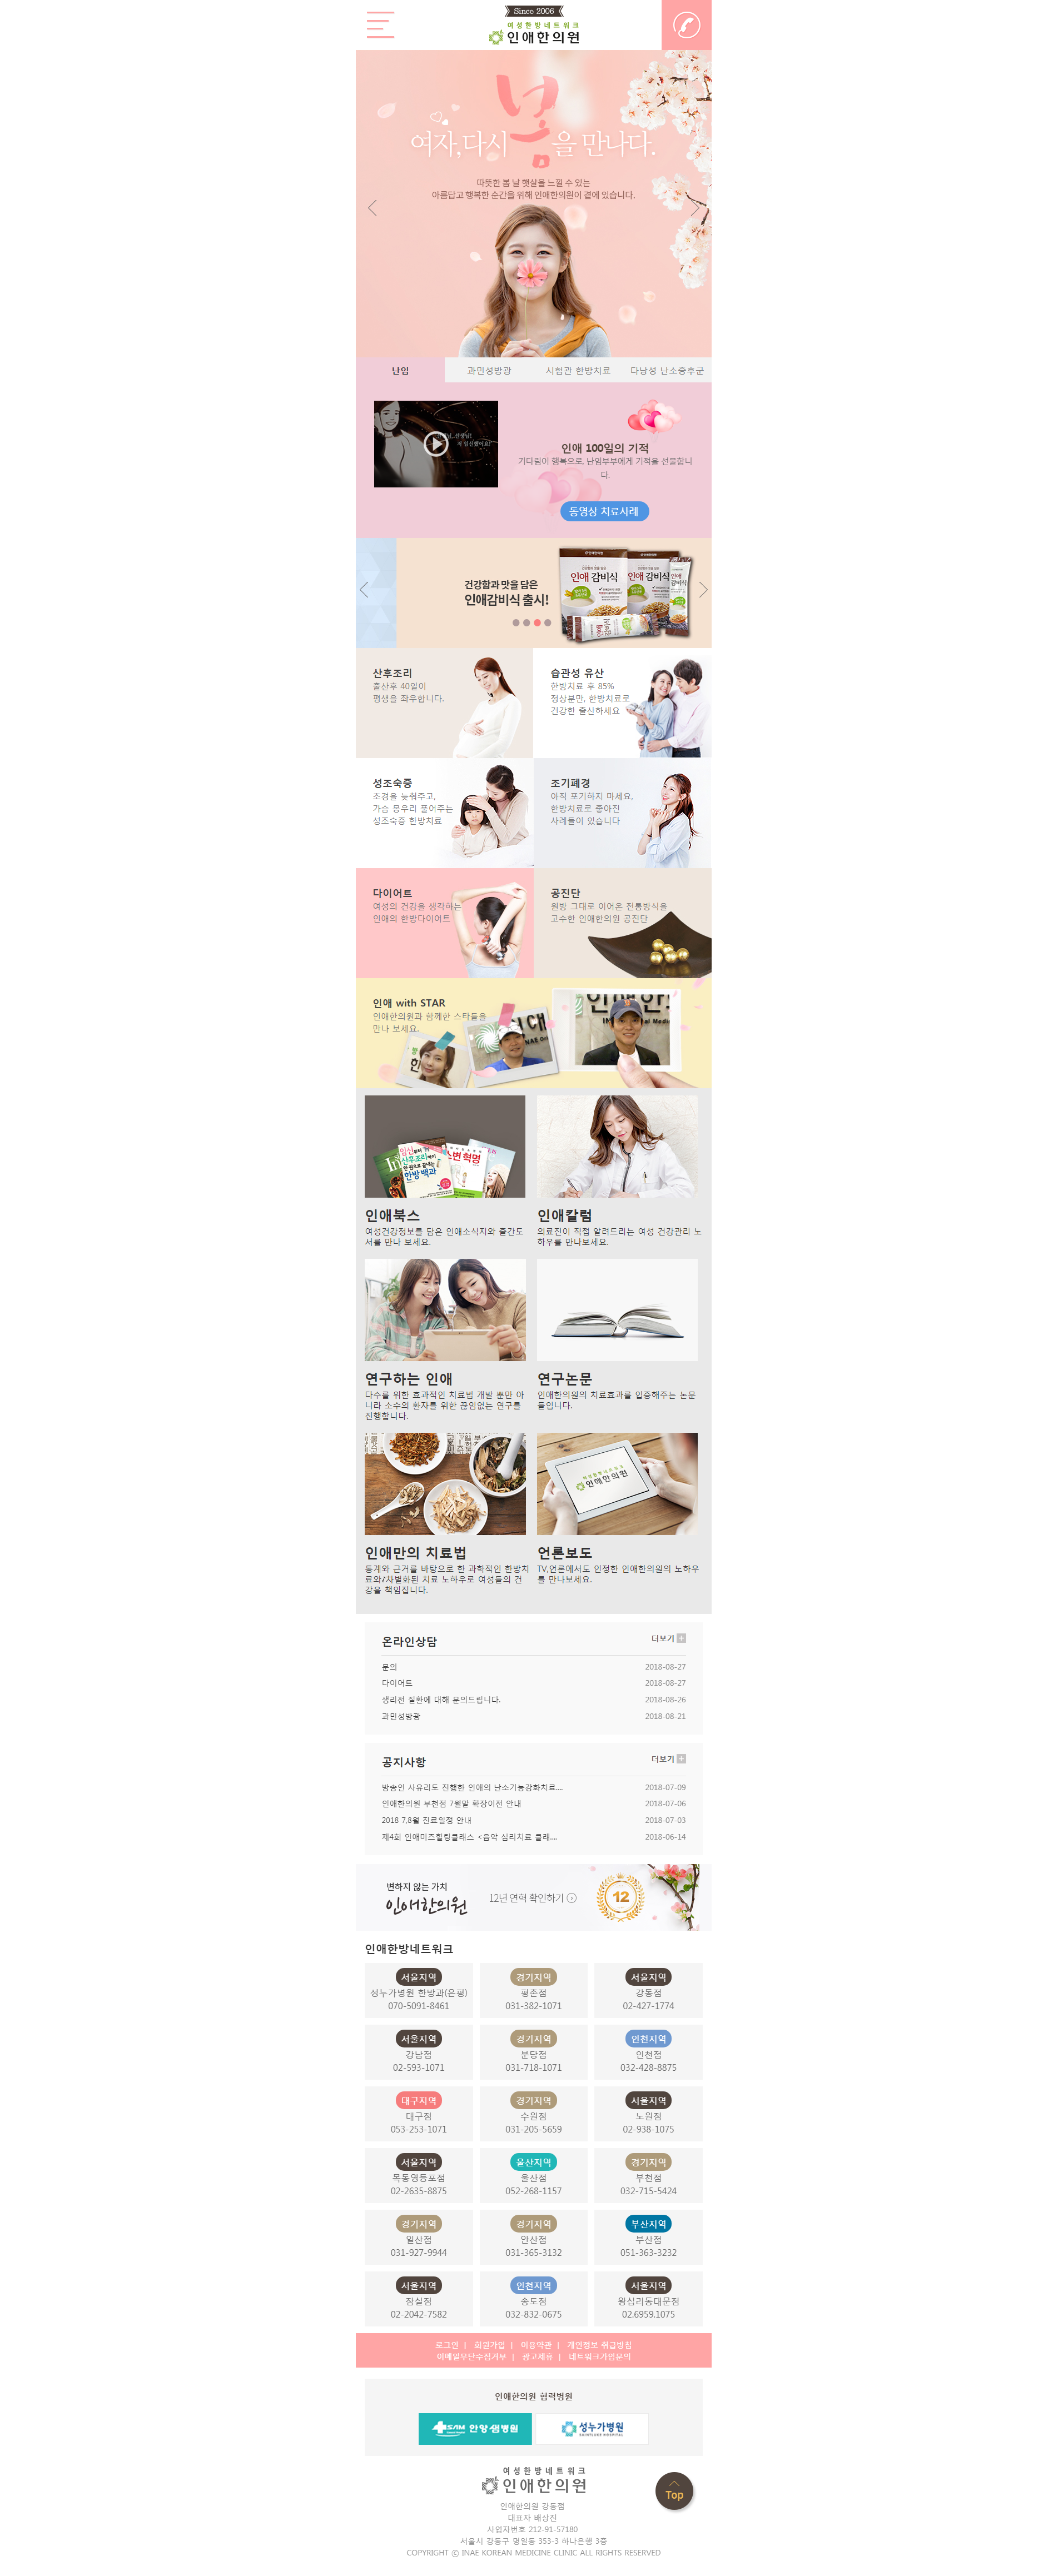 Since 2006
여성한방네트워크
인애한의원
여자, 다시 봄을 만나다.
따뜻한 봄 날 햇살을 느낄 수 있는
아름답고 행복한 순간을 위해 인애한의원이 곁에 있습니다.
난임
과민성방광
시험관 한방치료
다낭성 난소증후군
인애 100일의 기적
기다림이 행복으로, 난임부부에게 기적을 선물합니
다.
동영상 치료사례
건강함과 맛을 담은
인애감비식 출시!
인애 감비식
인애 감비식
산후조리
출산후 40일이
평생을 좌우합니다.
습관성 유산
한방치료 후 85%
정상분만, 한방치료로
건강한 출산하세요
성조숙증
초경을 늦춰주고,
가슴 몽우리 풀어주는
성조숙증 한방치료
조기폐경
아직 포기하지 마세요,
한방치료로 좋아진
사례들이 있습니다
다이어트
여성의 건강을 생각하는
인애의 한방다이어트
공진단
원방 그대로 이어온 전통방식을
고수한 인애한의원 공진단
인애 with STAR
인애한의원과 함께한 스타들을
만나 보세요.
인애북스
여성건강정보를 담은 인애소식지와 출간도
서를 만나 보세요.
인애칼럼
의료진이 직접 알려드리는 여성 건강관리 노
하우를 만나보세요.
연구하는 인애
다수를 위한 효과적인 치료법 개발 뿐만 아
니라 소수의 환자를 위한 끊임없는 연구를
진행합니다.
연구논문
인애한의원의 치료효과를 입증해주는 논문
들입니다.
여성한방네트워크
인애한의원
인애만의 치료법
통계와 근거를 바탕으로 한 과학적인 한방치
료와♪차별화된 치료 노하우로 여성들의 건
강을 책임집니다.
언론보도
TV,언론에서도 인정한 인애한의원의 노하우
를 만나보세요.
온라인상담
더보기
문의 2018-08-27
다이어트 2018-08-27
생리전 질환에 대해 문의드립니다. 2018-08-26
과민성방광 2018-08-21
공지사항
더보기
방송인 사유리도 진행한 인애의 난소기능강화치료.... 2018-07-09
인애한의원 부천점 7월말 확장이전 안내 2018-07-06
2018 7,8월 진료일정 안내 2018-07-03
제4회 인애미즈힐링클래스 <음악 심리치료 클래.... 2018-06-14
변하지 않는 가치
인애한의원
12년 연혁 확인하기
12
인애한방네트워크
서울지역
성누가병원 한방과(은평)
070-5091-8461
경기지역
평촌점
031-382-1071
서울지역
강동점
02-427-1774
서울지역
강남점
02-593-1071
경기지역
분당점
031-718-1071
인천지역
인천점
032-428-8875
대구지역
대구점
053-253-1071
경기지역
수원점
031-205-5659
서울지역
노원점
02-938-1075
서울지역
목동영등포점
02-2635-8875
울산지역
울산점
052-268-1157
경기지역
부천점
032-715-5424
경기지역
일산점
031-927-9944
경기지역
안산점
031-365-3132
부산지역
부산점
051-363-3232
서울지역
잠실점
02-2042-7582
인천지역
송도점
032-832-0675
서울지역
왕십리동대문점
02.6959.1075
로그인 | 회원가입 | 이용약관 | 개인정보 취급방침
이메일무단수집거부 | 광고제휴 | 네트워크가입문의
인애한의원 협력병원
SAM 안양샘병원
성누가병원
여성한방네트워크
인애한의원
Top
인애한의원 강동점
대표자 배상진
사업자번호 212-91-57180
서울시 강동구 명일동 353-3 하나은행 3층
COPYRIGHT ⓒ INAE KOREAN MEDICINE CLINIC ALL RIGHTS RESERVED